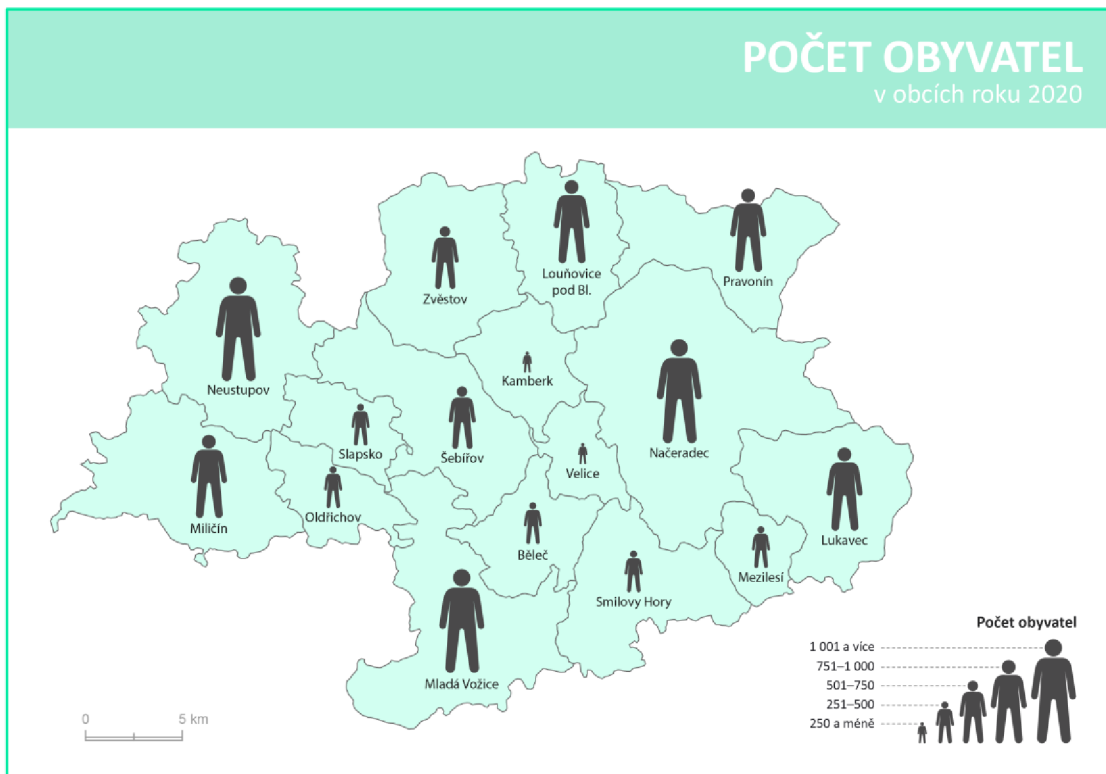 POČET OBYVATEL
v obcích roku 2020
Louňovice
pod Bl.
Pravonín
Zvěstov
Kamberk
Neustupov
Načeradec
Slapsko
Šebířov
Velice
Miličín
Oldřichov
Lukavec
Běleč
Mezilesí
Smilovy Hory
Mladá Vožice
Počet obyvatel
1 001 a více
751–1 000
501–750
251–500
250 a méně
0 5 km